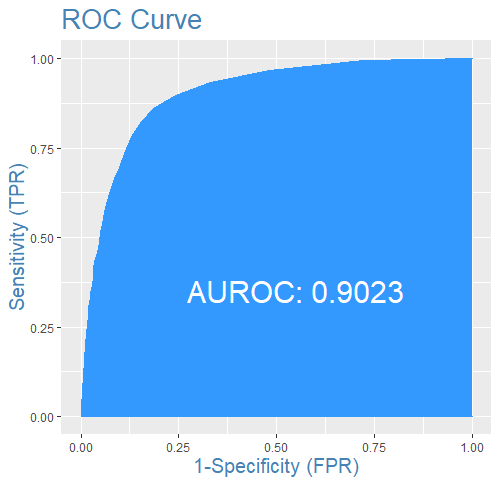 ROC Curve
1.00
0.75
0.50
0.25
0.00
Sensitivity (TPR)
AUROC: 0.9023
0.00 0.25 0.50 0.75 1.00
1-Specificity (FPR)